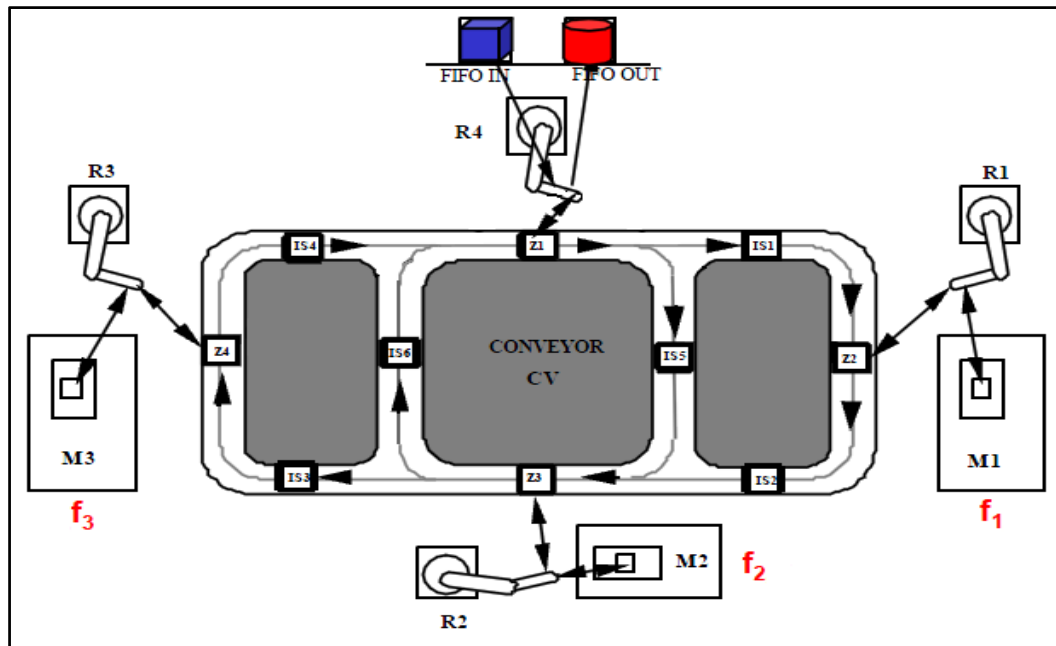 FIFO IN
FIFO OUT
R4
R3
R1
IS4
Z1
IS1
Z4
IS6
CONVEYOR
CV
IS5
Z2
M3
M1
IS3
Z3
IS2
f3
f1
M2
f2
R2